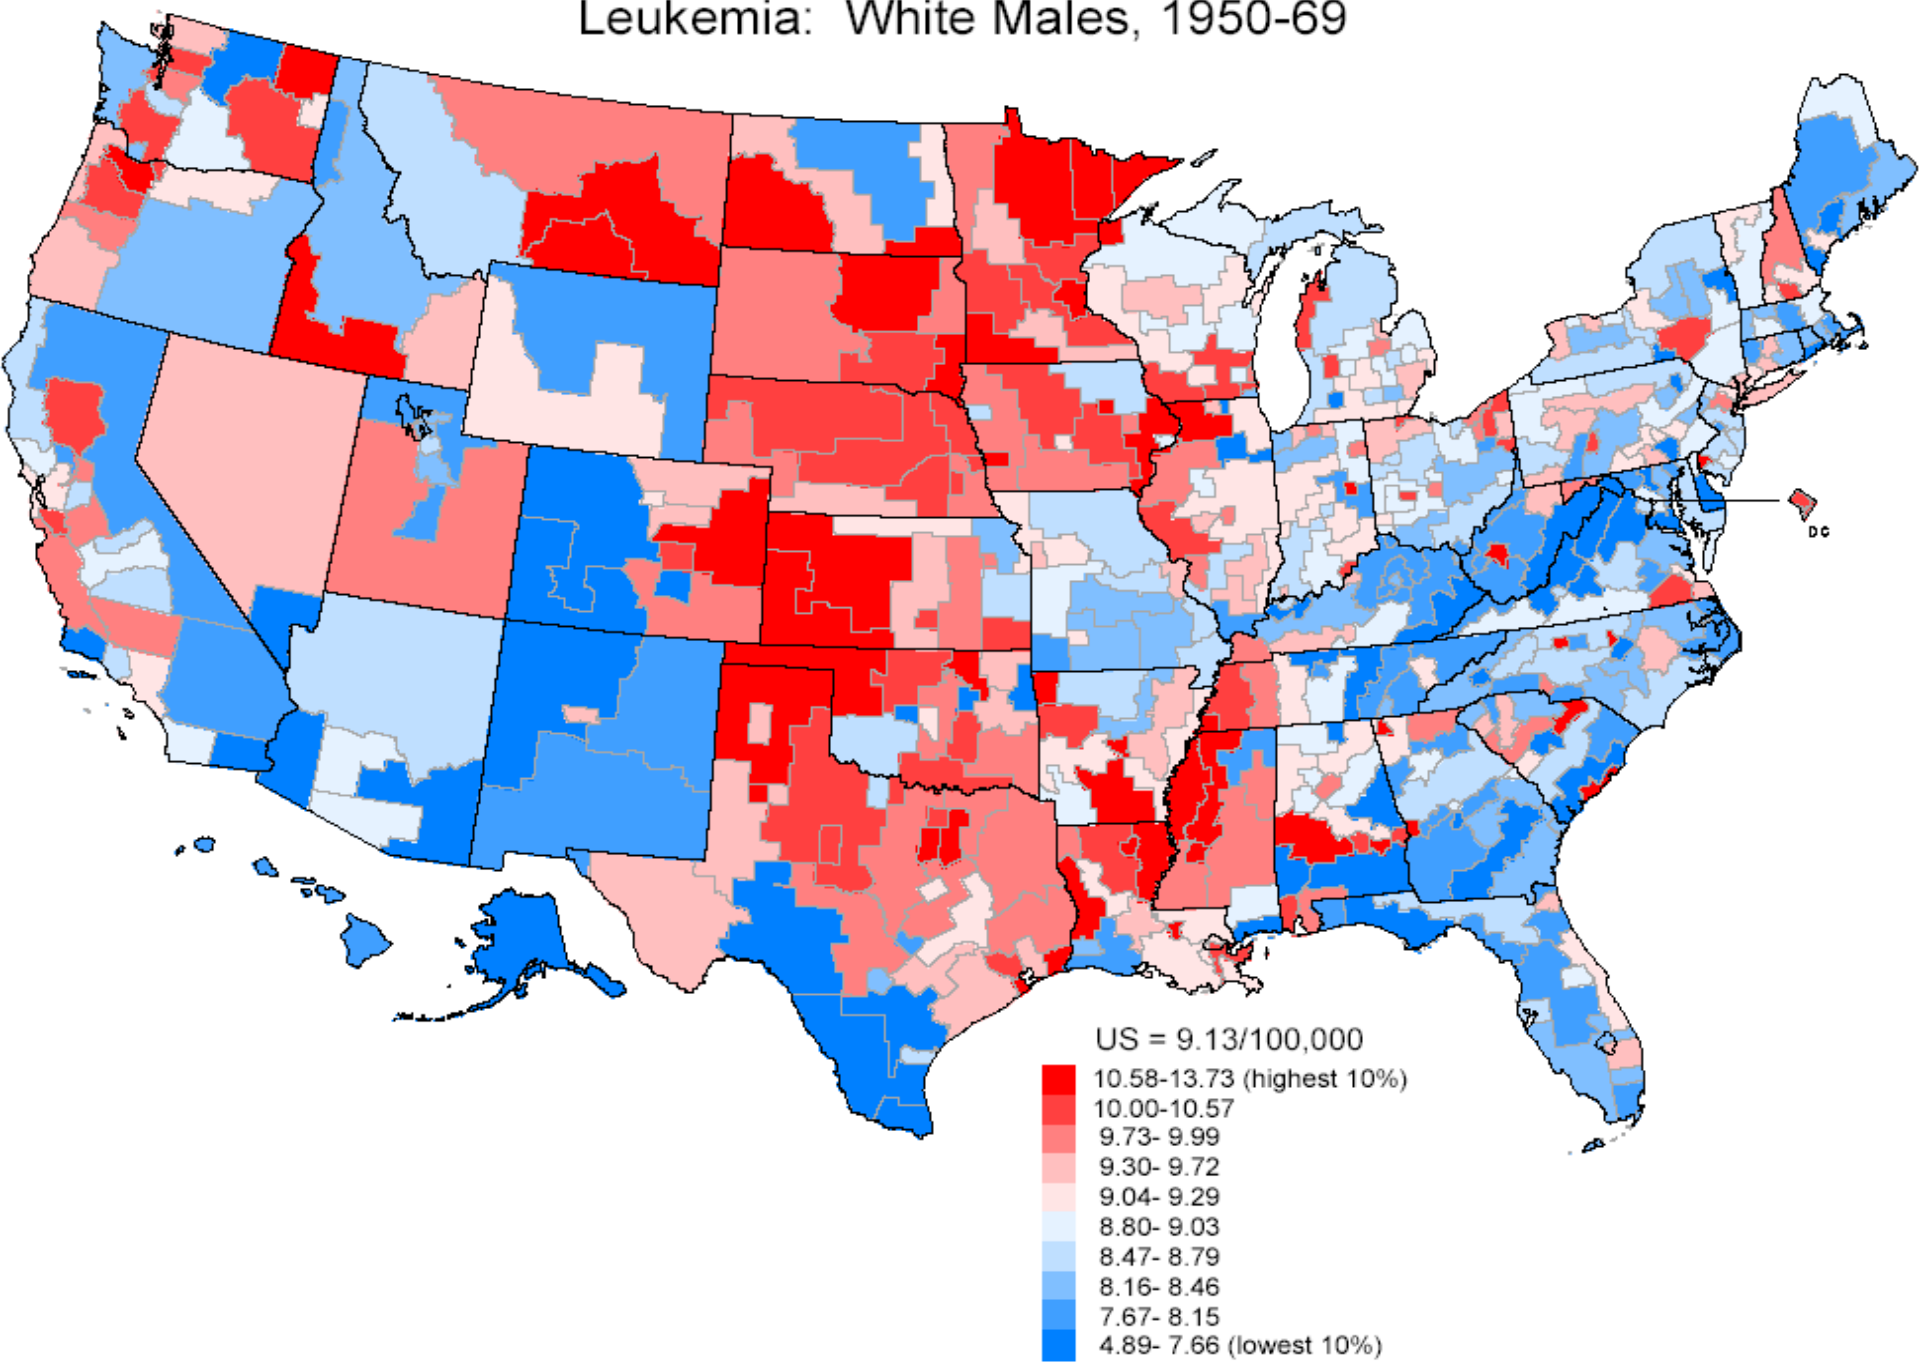 Leukemia: White Males, 1950-69
DC
US = 9.13/100,000
10.58-13.73 (highest 10%)
10.00-10.57
9.73- 9.99
9.30- 9.72
9.04- 9.29
8.80- 9.03
8.47- 8.79
8.16- 8.46
7.67- 8.15
4.89- 7.66 (lowest 10%)